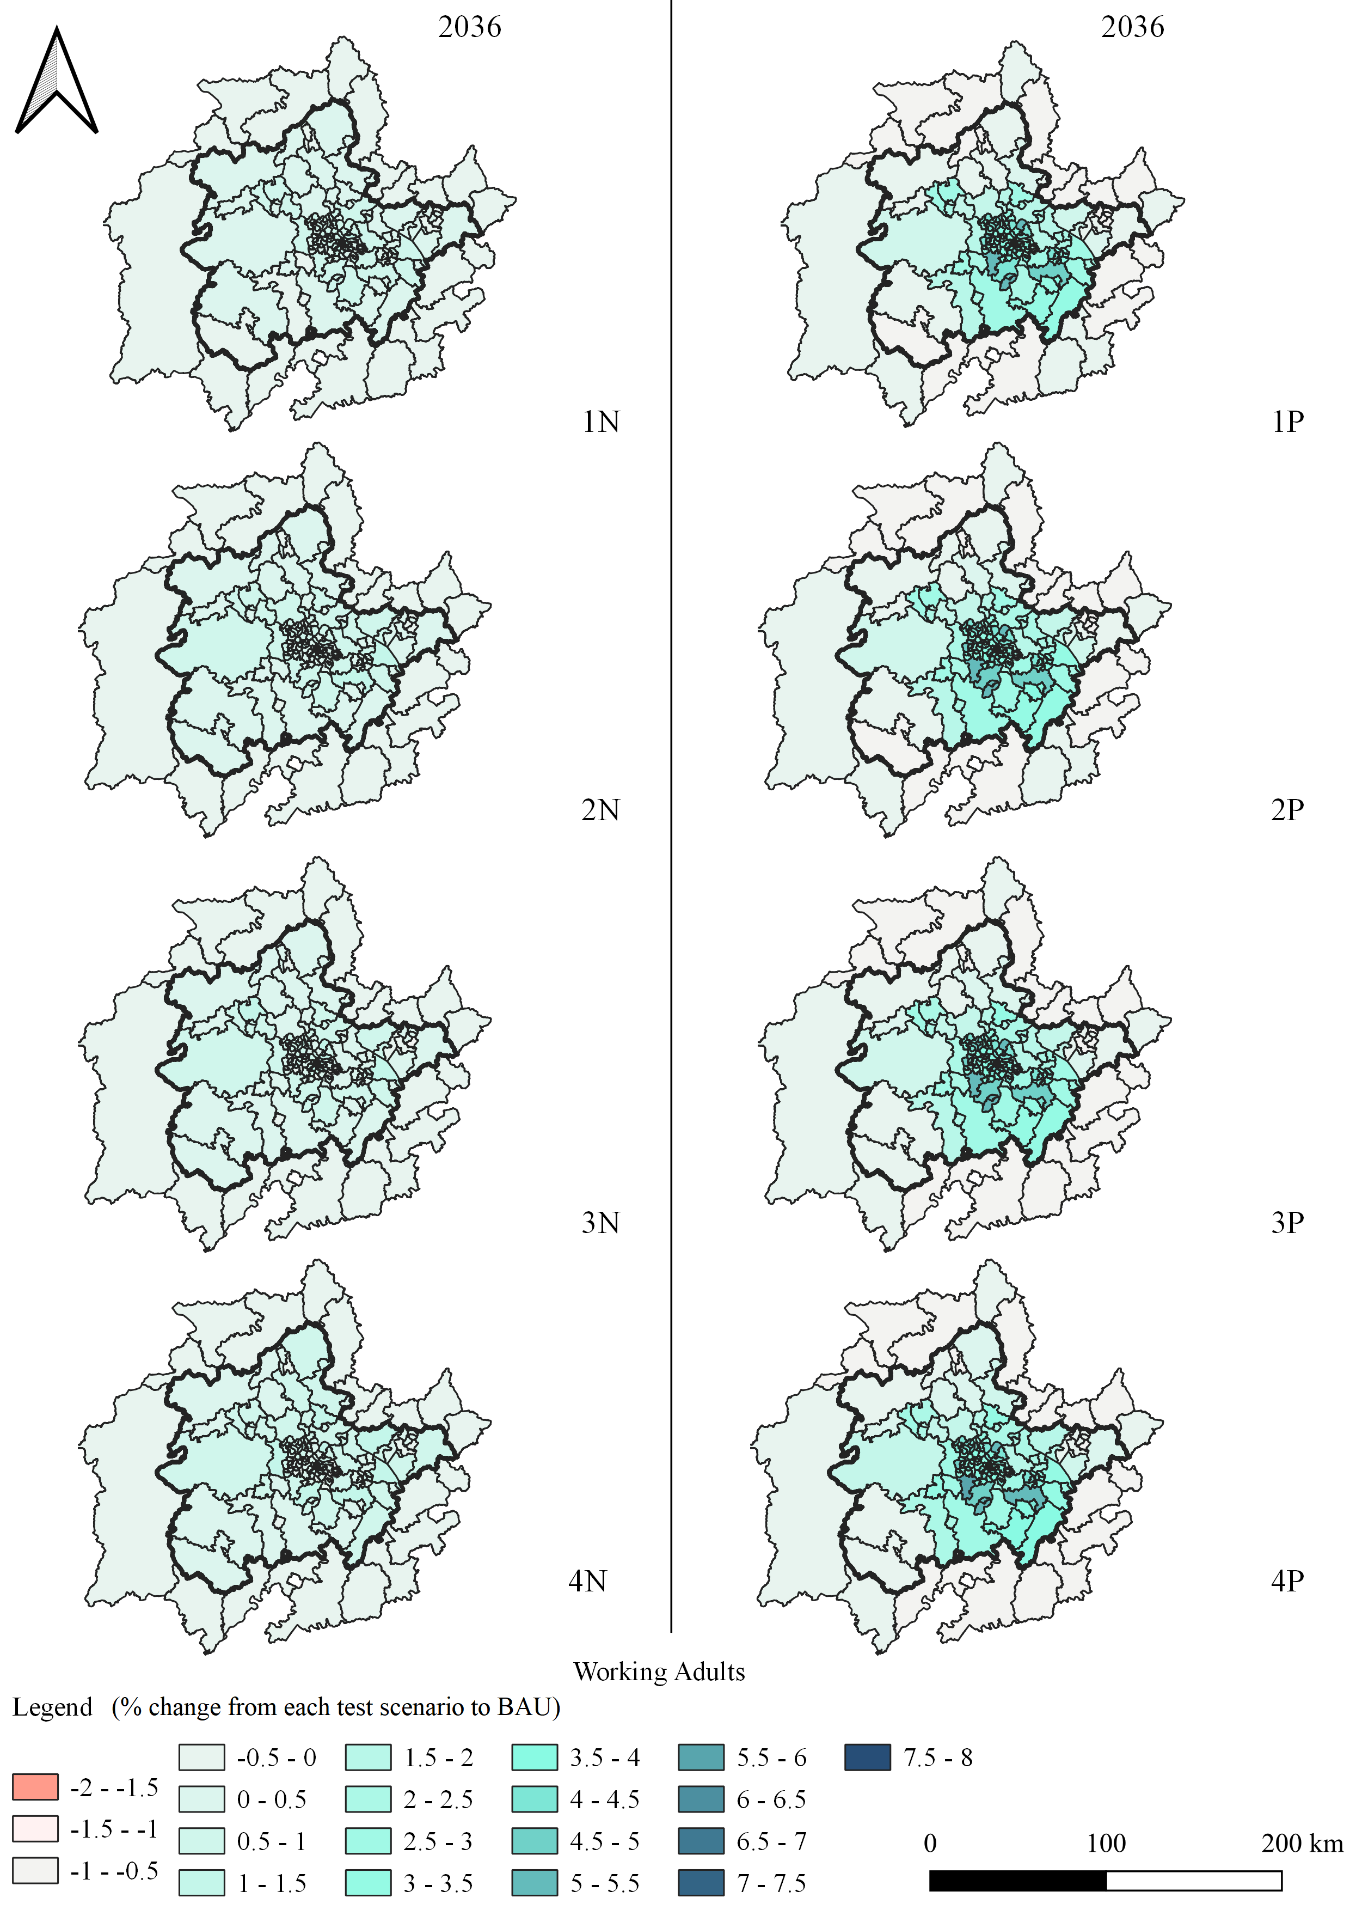 2036
2036
1N
1P
2N
2P
3N
3P
4N
4P
Working Adults
Legend (% change from each test scenario to BAU)
-2 - -1.5
-1.5 - -1
-1 - -0.5
-0.5 - 0
0 - 0.5
0.5 - 1
1 - 1.5
1.5 - 2
2 - 2.5
2.5 - 3
3 - 3.5
3.5 - 4
4 - 4.5
4.5 - 5
5 - 5.5
5.5 - 6
6 - 6.5
6.5 - 7
7 - 7.5
7.5 - 8
0 100 200 km